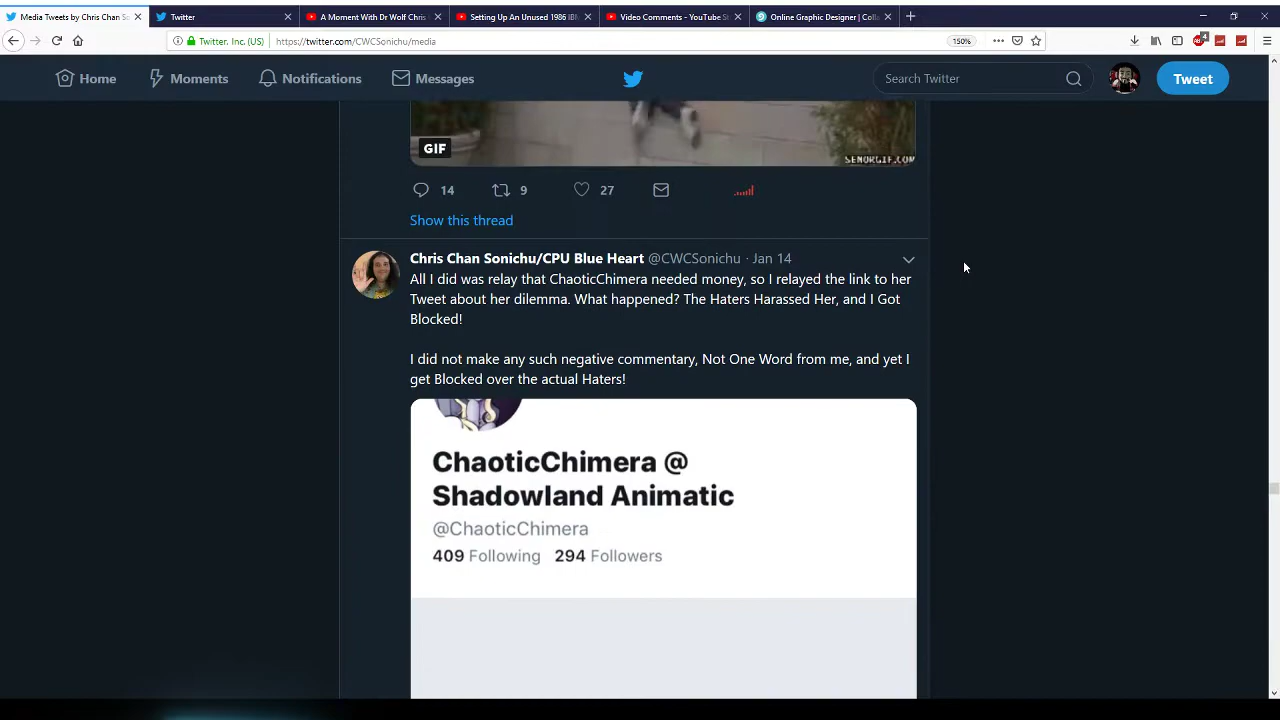 Media Tweets by Chris Chan So
Twitter
A Moment With Dr Wolf Chris
Setting Up An Unused 1986 IBM
Video Comments - YouTube St
Online Graphic Designer | Colla
Twitter, Inc. (US)
https://twitter.com/CWCSonichu/media
150%
4
Home
Moments
Notifications
Messages
Search Twitter
Tweet
GIF
SENORGIF.COM
14
9
27
Show this thread
Chris Chan Sonichu/CPU Blue Heart @CWCSonichu · Jan 14
All I did was relay that ChaoticChimera needed money, so I relayed the link to her
Tweet about her dilemma. What happened? The Haters Harassed Her, and I Got
Blocked!
I did not make any such negative commentary, Not One Word from me, and yet I
get Blocked over the actual Haters!
ChaoticChimera @
Shadowland Animatic
@ChaoticChimera
409 Following 294 Followers